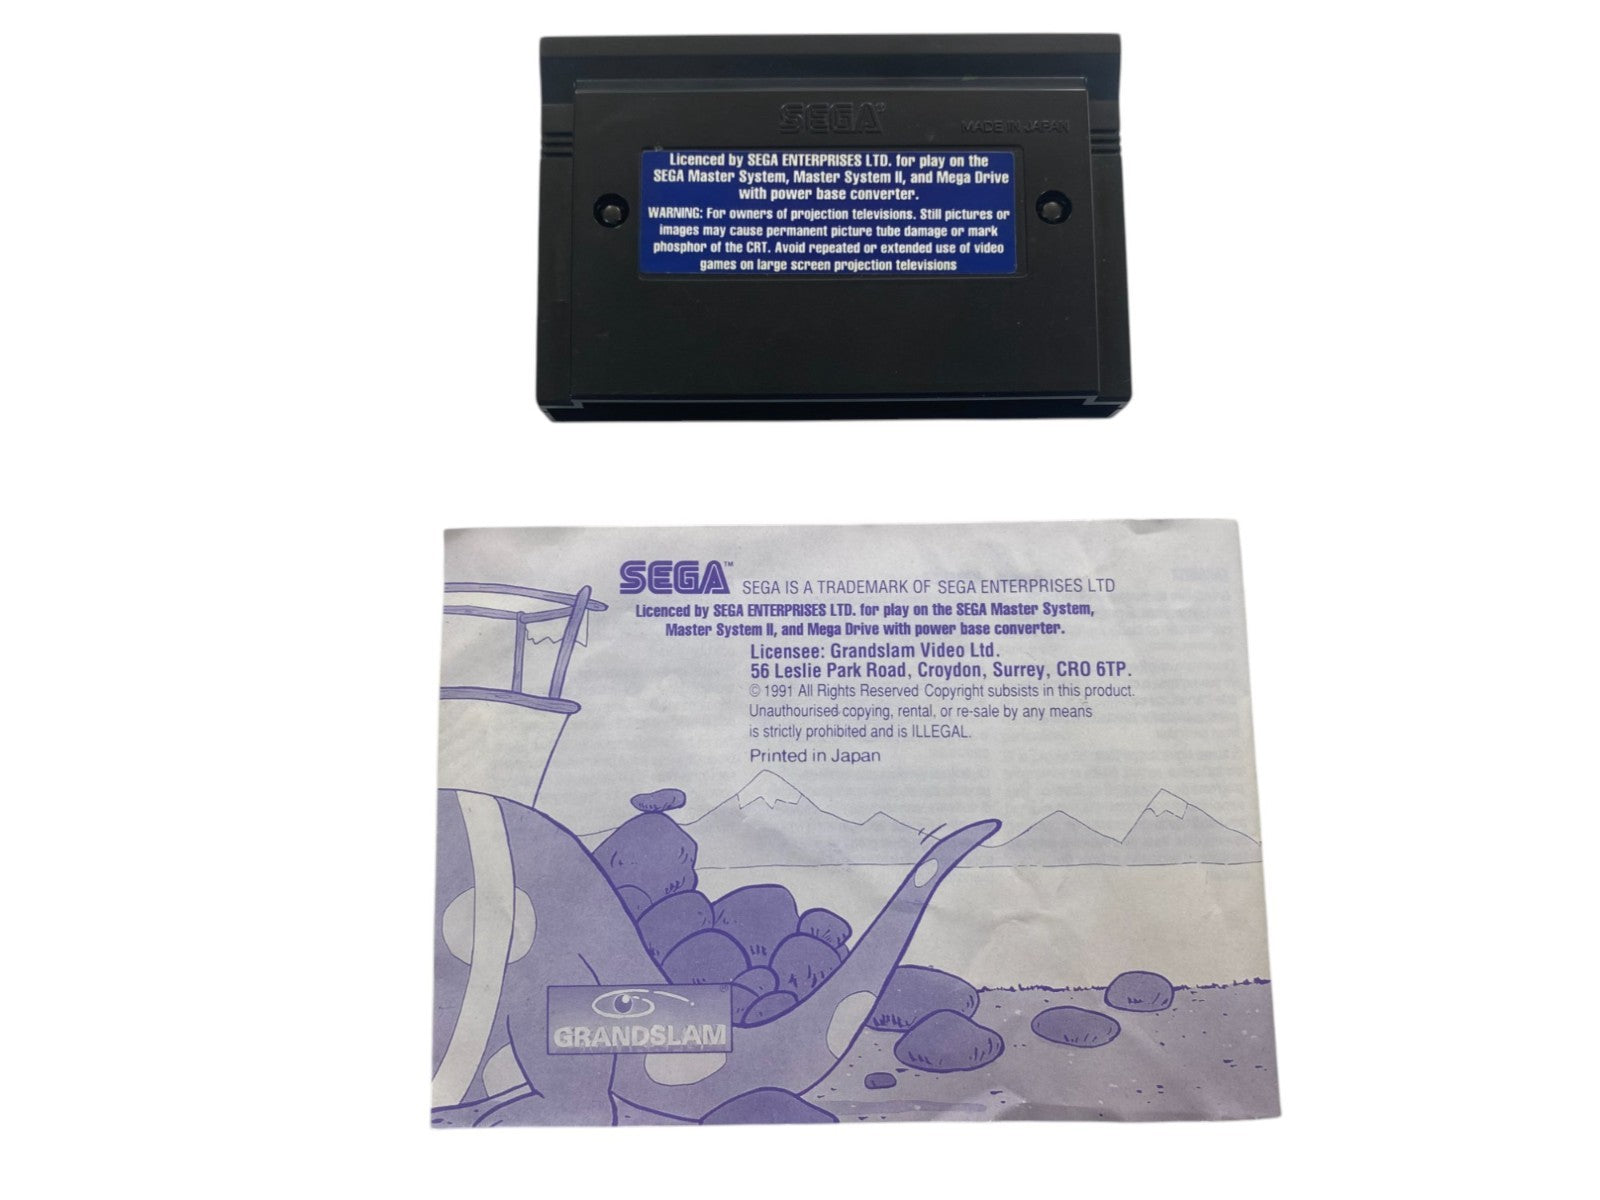 SEGA®
MADE IN JAPAN
Licenced by SEGA ENTERPRISES LTD. for play on the
SEGA Master System, Master System II, and Mega Drive
with power base converter.
WARNING: For owners of projection televisions. Still pictures or
images may cause permanent picture tube damage or mark
phosphor of the CRT. Avoid repeated or extended use of video
games on large screen projection televisions
SEGA™ SEGA IS A TRADEMARK OF SEGA ENTERPRISES LTD
Licenced by SEGA ENTERPRISES LTD. for play on the SEGA Master System,
Master System II, and Mega Drive with power base converter.
Licensee: Grandslam Video Ltd.
56 Leslie Park Road, Croydon, Surrey, CRO 6TP.
© 1991 All Rights Reserved Copyright subsists in this product.
Unauthourised copying, rental, or re-sale by any means
is strictly prohibited and is ILLEGAL.
Printed in Japan
GRANDSLAM®